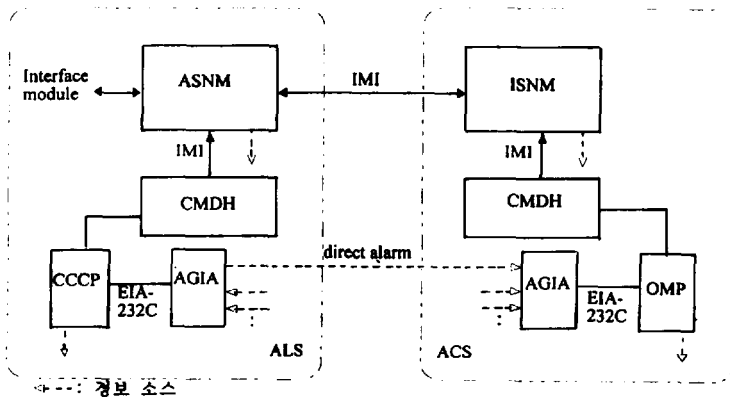 Interface
module
ASNM
IMI
ISNM
IMI
IMI
CMDH
CMDH
direct alarm
CCCP
AGIA
EIA-
232C
AGIA
EIA-
232C
OMP
ALS
ACS
: 경보 소스